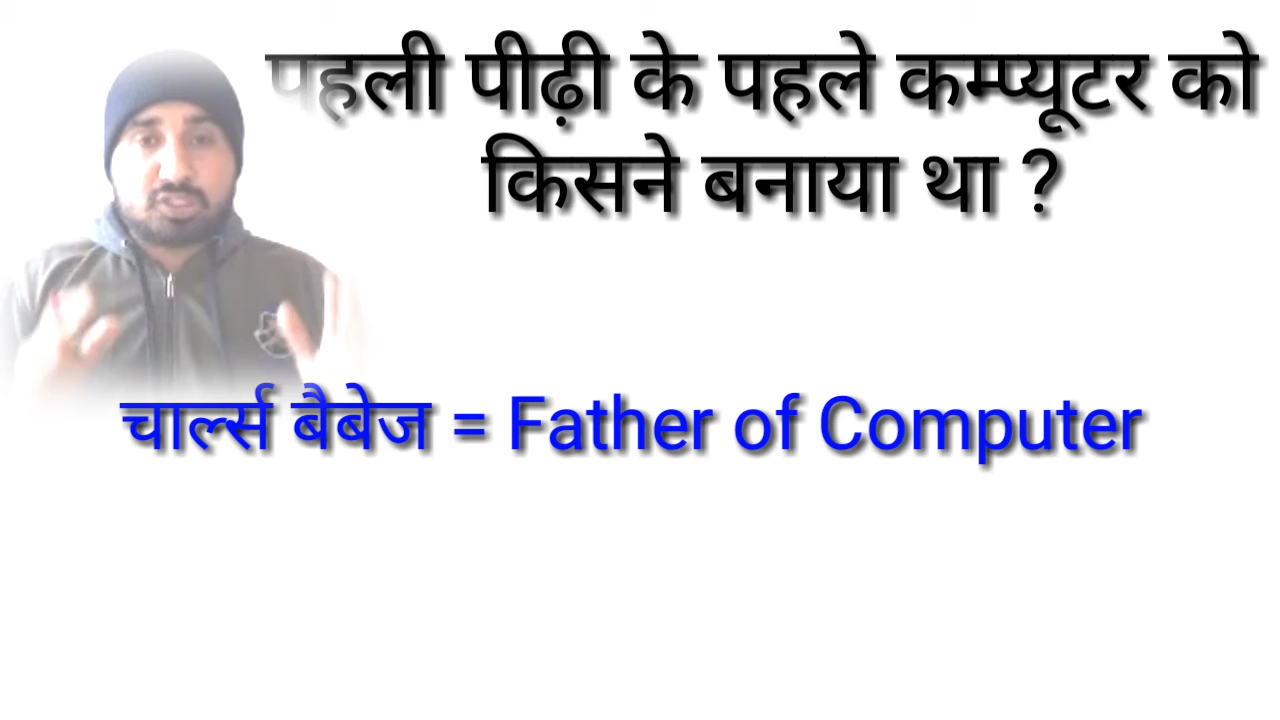 पहली पीढ़ी के पहले कम्प्यूटर को
किसने बनाया था ?
चार्ल्स बैबेज = Father of Computer